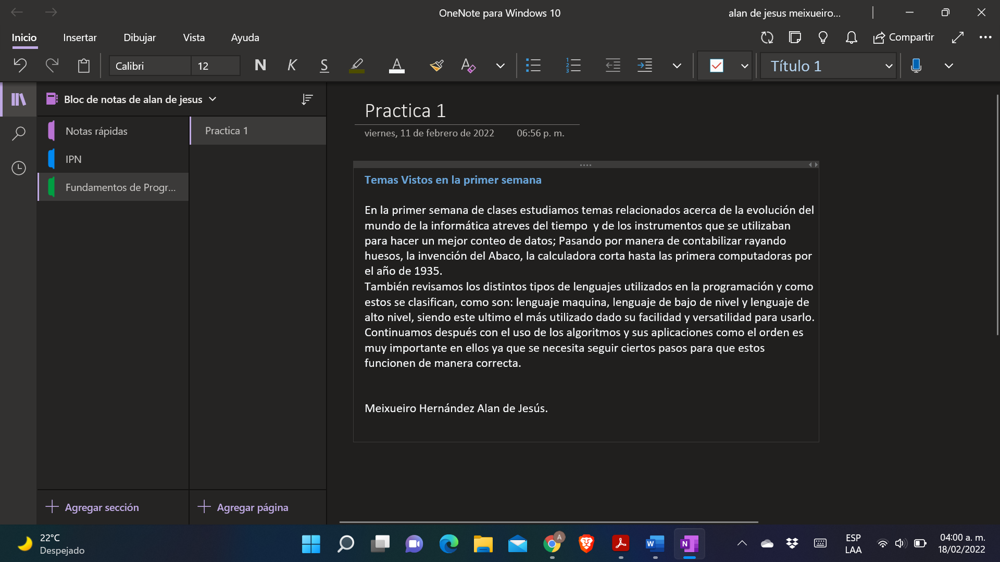 OneNote para Windows 10
alan de jesus meixueiro...
Inicio Insertar Dibujar Vista Ayuda
Compartir
Calibri 12 N K S A A Título 1
Bloc de notas de alan de jesus
Notas rápidas
IPN
Fundamentos de Progr...
Practica 1
Practica 1
viernes, 11 de febrero de 2022 06:56 p. m.
Temas Vistos en la primer semana
En la primer semana de clases estudiamos temas relacionados acerca de la evolución del
mundo de la informática atreves del tiempo  y de los instrumentos que se utilizaban
para hacer un mejor conteo de datos; Pasando por manera de contabilizar rayando
huesos, la invención del Abaco, la calculadora corta hasta las primera computadoras por
el año de 1935.
También revisamos los distintos tipos de lenguajes utilizados en la programación y como
estos se clasifican, como son: lenguaje maquina, lenguaje de bajo de nivel y lenguaje de
alto nivel, siendo este ultimo el más utilizado dado su facilidad y versatilidad para usarlo.
Continuamos después con el uso de los algoritmos y sus aplicaciones como el orden es
muy importante en ellos ya que se necesita seguir ciertos pasos para que estos
funcionen de manera correcta.
Meixueiro Hernández Alan de Jesús.
Agregar sección
Agregar página
22°C
Despejado
A
W
N
ESP
LAA
04:00 a. m.
18/02/2022